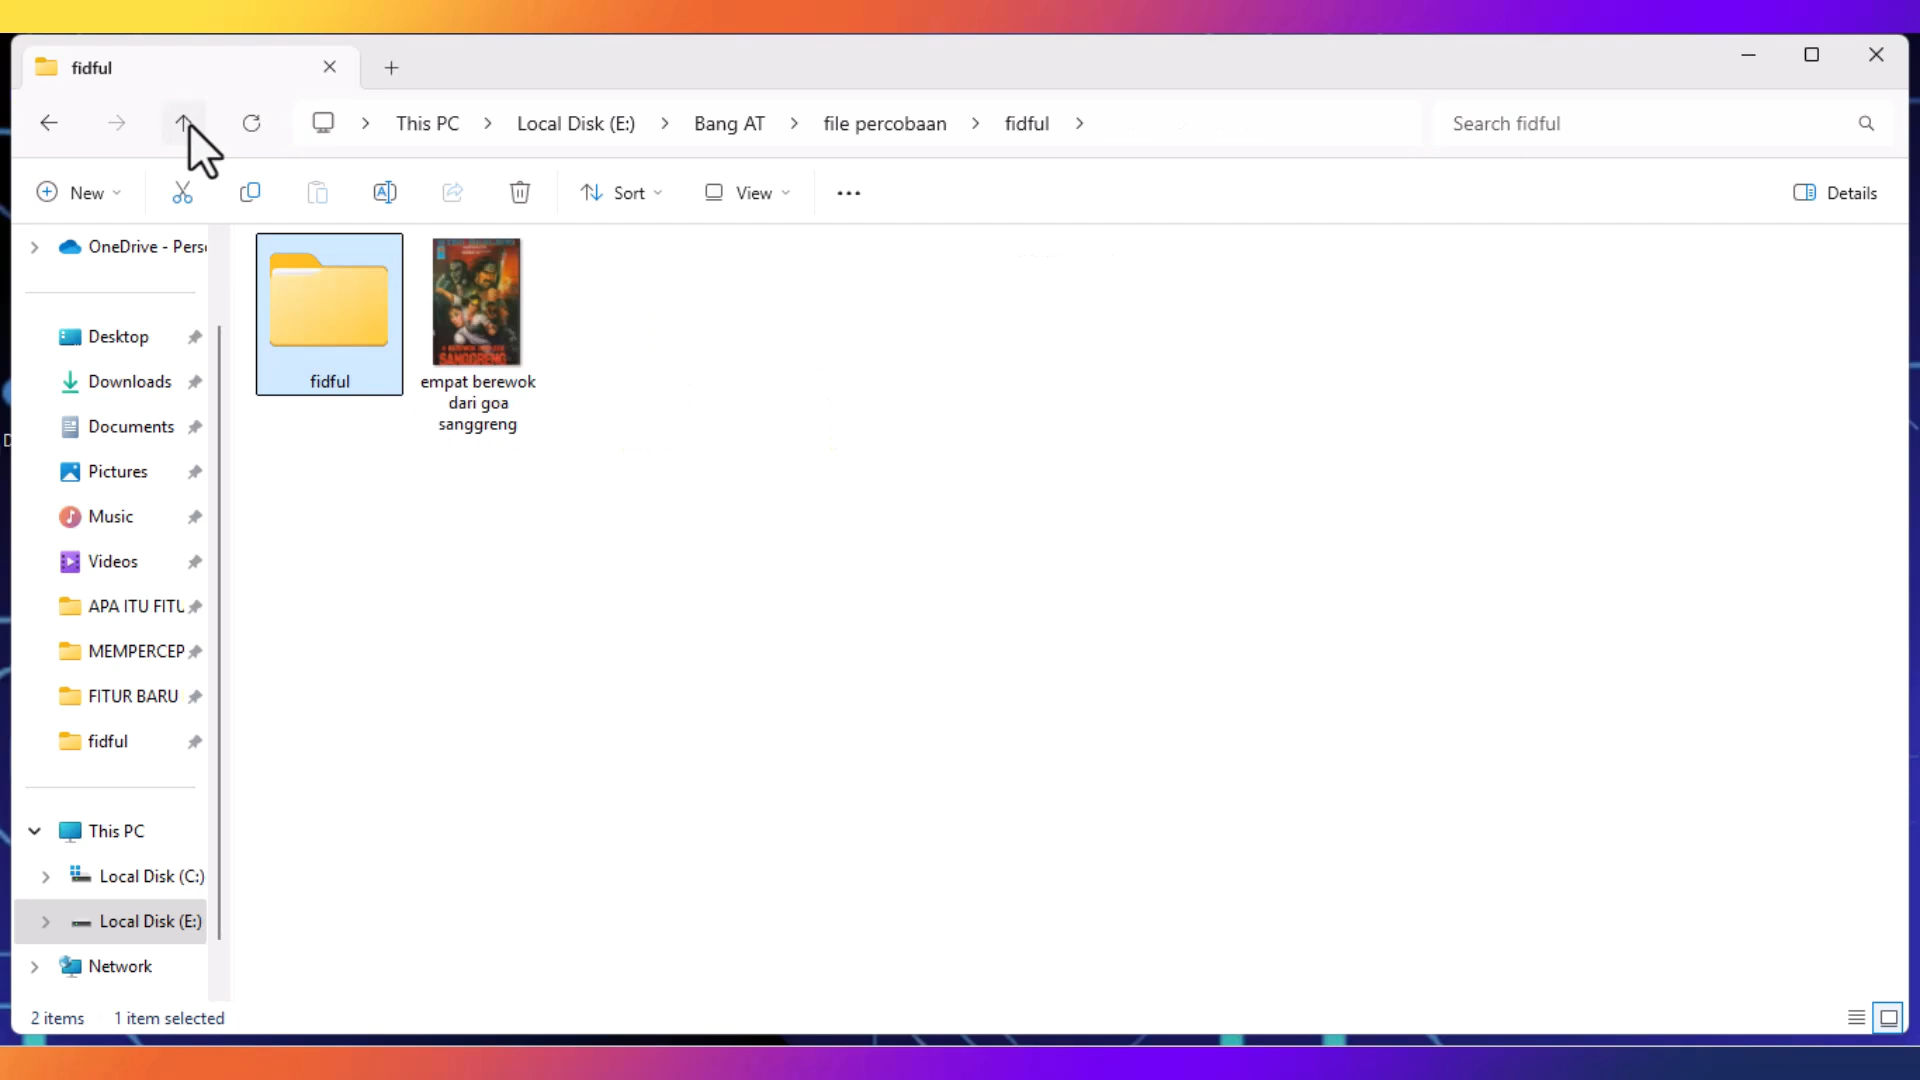 fidful
This PC
Local Disk (E:)
Bang AT
file percobaan
fidful
Search fidful
New
Sort
View
Details
OneDrive - Pers
Desktop
Downloads
Documents
Pictures
Music
Videos
APA ITU FITU
MEMPERCEP
FITUR BARU
fidful
This PC
Local Disk (C:)
Local Disk (E:)
Network
fidful
SANGGRENG
empat berewok
dari goa
sanggreng
2 items
1 item selected